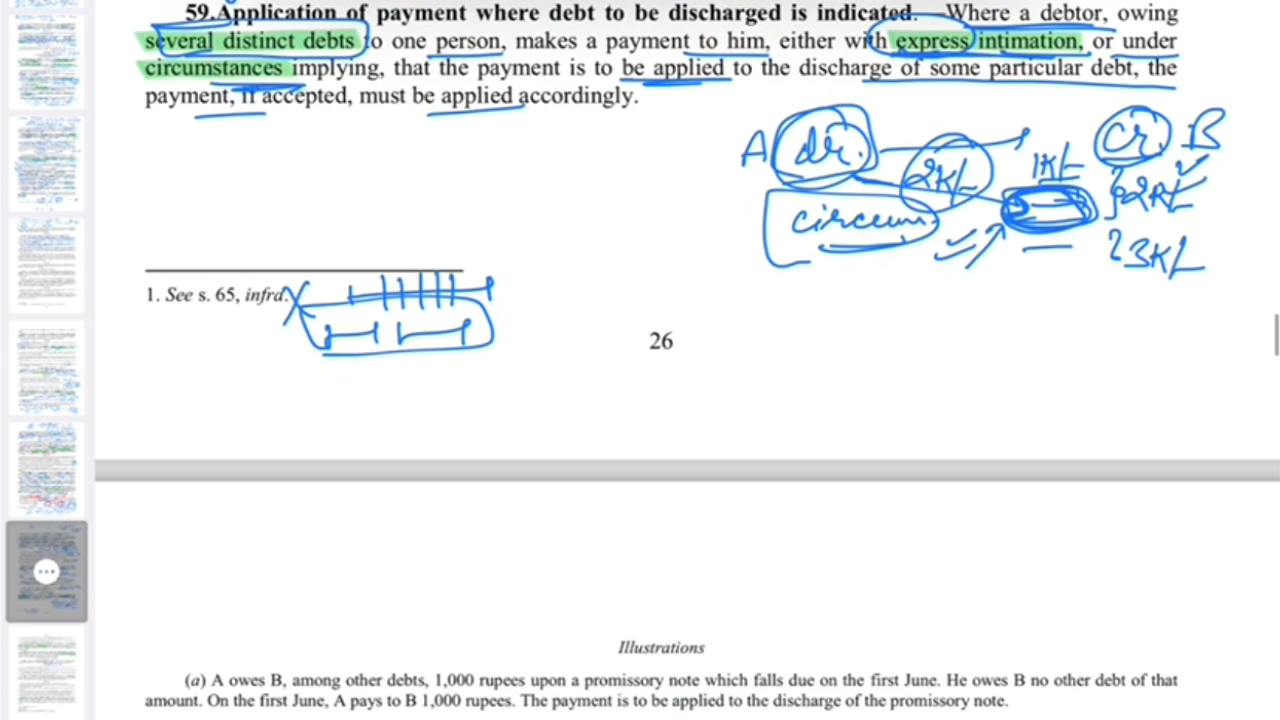 59.Application of payment where debt to be discharged is indicated. Where a debtor, owing
several distinct debts to one person, makes a payment to him, either with express intimation, or under
circumstances implying, that the payment is to be applied to the discharge of some particular debt, the
payment, if accepted, must be applied accordingly.
A dr. cr. B
2K/- 1K/- 2K/-
circum.
3K/-
1. See s. 65, infra.
26
Illustrations
(a) A owes B, among other debts, 1,000 rupees upon a promissory note which falls due on the first June. He owes B no other debt of that
amount. On the first June, A pays to B 1,000 rupees. The payment is to be applied to the discharge of the promissory note.